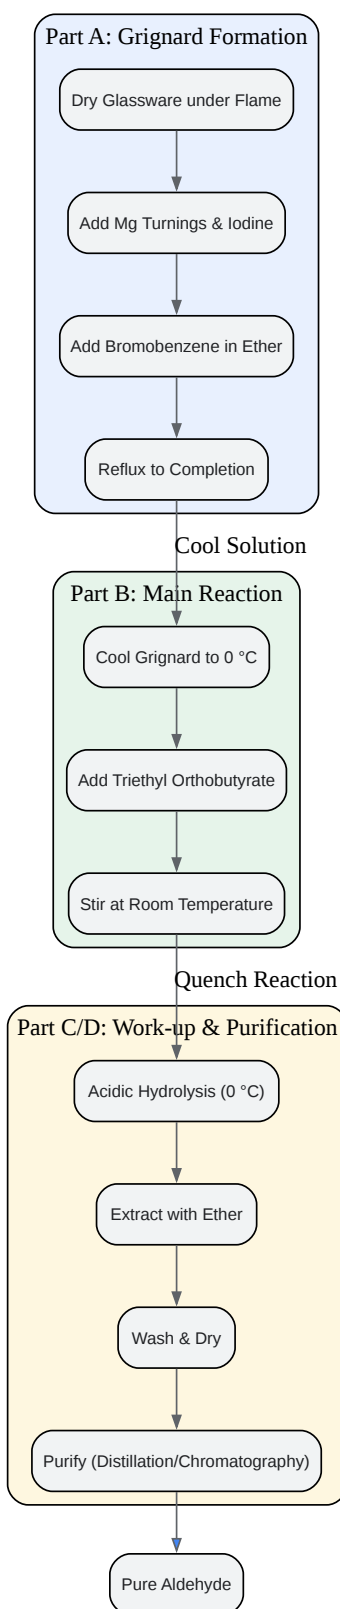 Part A: Grignard Formation
Dry Glassware under Flame
Add Mg Turnings & Iodine
Add Bromobenzene in Ether
Reflux to Completion
Cool Solution
Part B: Main Reaction
Cool Grignard to 0 °C
Add Triethyl Orthobutyrate
Stir at Room Temperature
Quench Reaction
Part C/D: Work-up & Purification
Acidic Hydrolysis (0 °C)
Extract with Ether
Wash & Dry
Purify (Distillation/Chromatography)
Pure Aldehyde